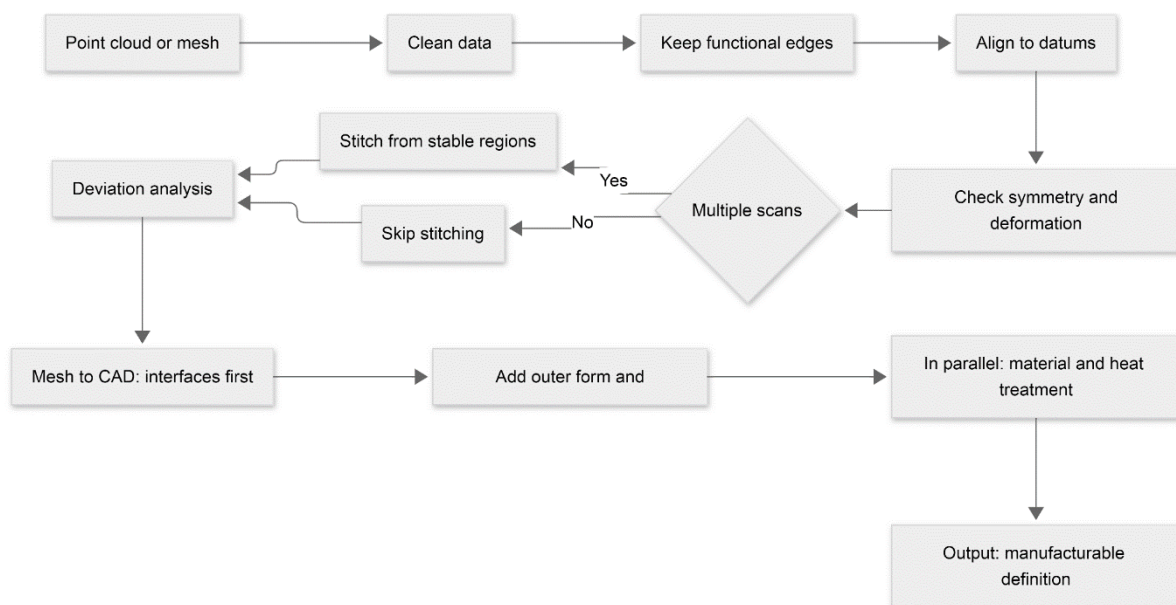 Point cloud or mesh
Clean data
Keep functional edges
Align to datums
Check symmetry and
deformation
Multiple scans
Yes
No
Stitch from stable regions
Skip stitching
Deviation analysis
Mesh to CAD: interfaces first
Add outer form and
In parallel: material and heat
treatment
Output: manufacturable
definition